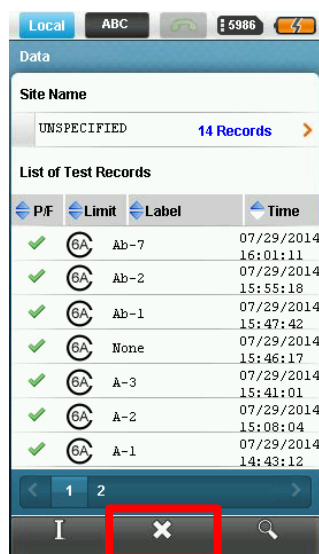 Local ABC 5986
Data
Site Name
UNSPECIFIED 14 Records >
List of Test Records
P/F Limit Label Time
6A Ab-7 07/29/2014
16:01:11
6A Ab-2 07/29/2014
15:55:18
6A Ab-1 07/29/2014
15:47:42
6A None 07/29/2014
15:46:17
6A A-3 07/29/2014
15:41:01
6A A-2 07/29/2014
15:08:04
6A A-1 07/29/2014
14:43:12
< 1 2 >